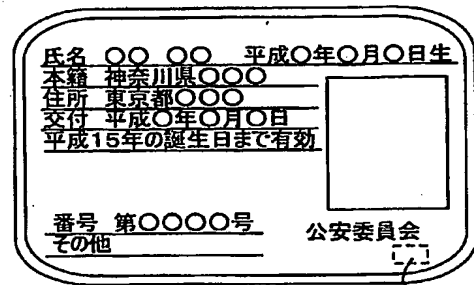 氏名 〇〇 〇〇 平成〇年〇月〇日生
本籍 神奈川県〇〇〇
住所 東京都〇〇〇
交付 平成〇年〇月〇日
平成15年の誕生日まで有効
番号 第〇〇〇〇号
その他
公安委員会